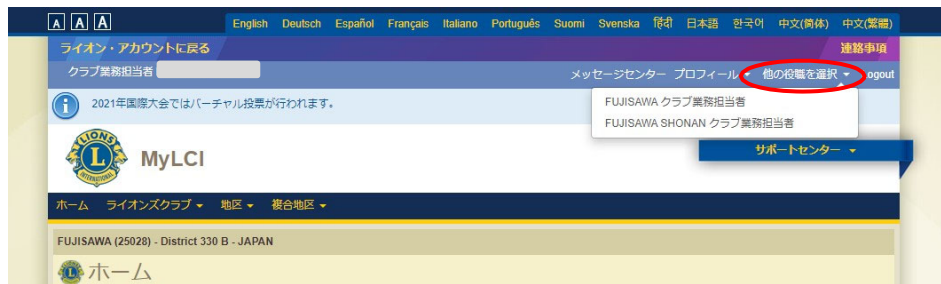 A A A English Deutsch Español Français Italiano Português Suomi Svenska हिंदी 日本語 한국어 中文(简体) 中文(繁體)
ライオン・アカウントに戻る 連絡事項
クラブ業務担当者 メッセージセンター プロフィール 他の役職を選択 Logout
2021年国際大会ではバーチャル投票が行われます。
FUJISAWA クラブ業務担当者
FUJISAWA SHONAN クラブ業務担当者
サポートセンター
LIONS
L
INTERNATIONAL
MyLCI
ホーム ライオンズクラブ 地区 複合地区
FUJISAWA (25028) - District 330 B - JAPAN
ホーム